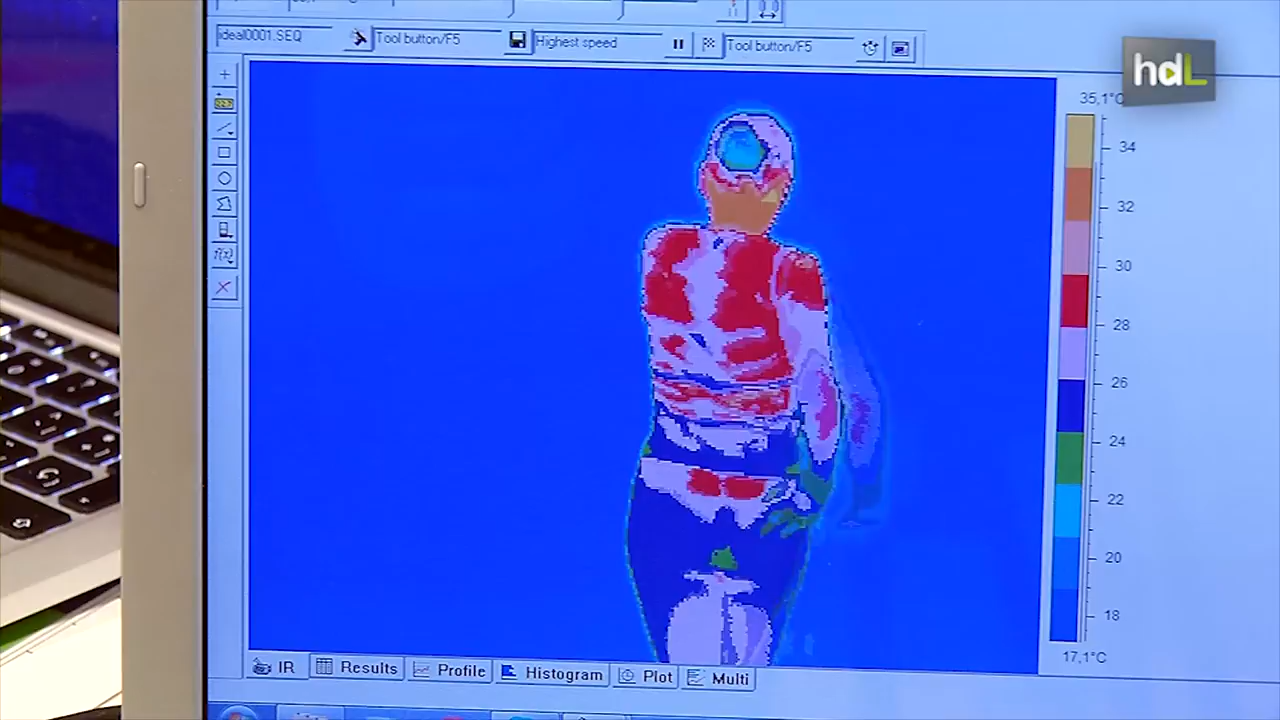 ideal0001.SEQ
Tool button/F5
Highest speed
Tool button/F5
hdL
35,1°C
34
32
30
28
26
24
22
20
18
17,1°C
f(x)
IR
Results
Profile
Histogram
Plot
Multi